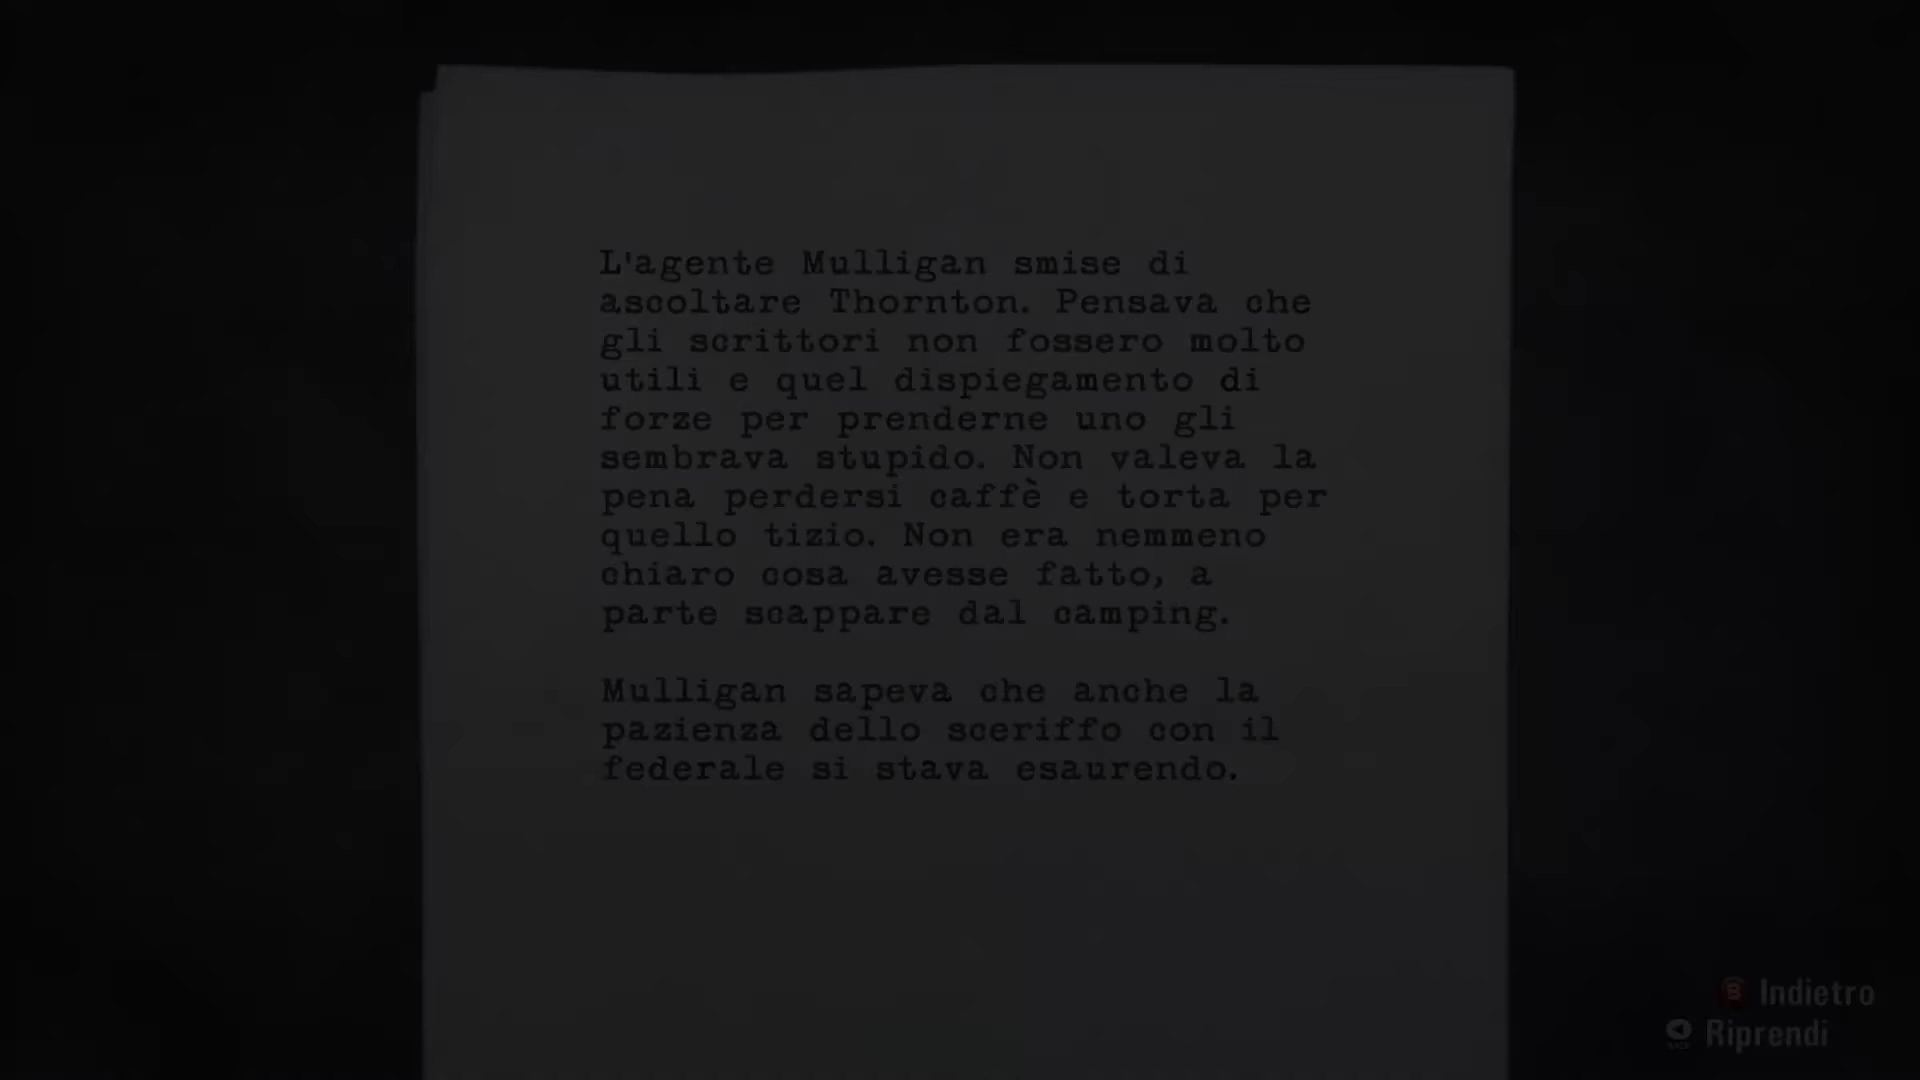 L'agente Mulligan smise di
ascoltare Thornton. Pensava che
gli scrittori non fossero molto
utili e quel dispiegamento di
forze per prenderne uno gli
sembrava stupido. Non valeva la
pena perdersi caffè e torta per
quello tizio. Non era nemmeno
chiaro cosa avesse fatto, a
parte scappare dal camping.
Mulligan sapeva che anche la
pazienza dello sceriffo con il
federale si stava esaurendo.
B Indietro
BACK Riprendi